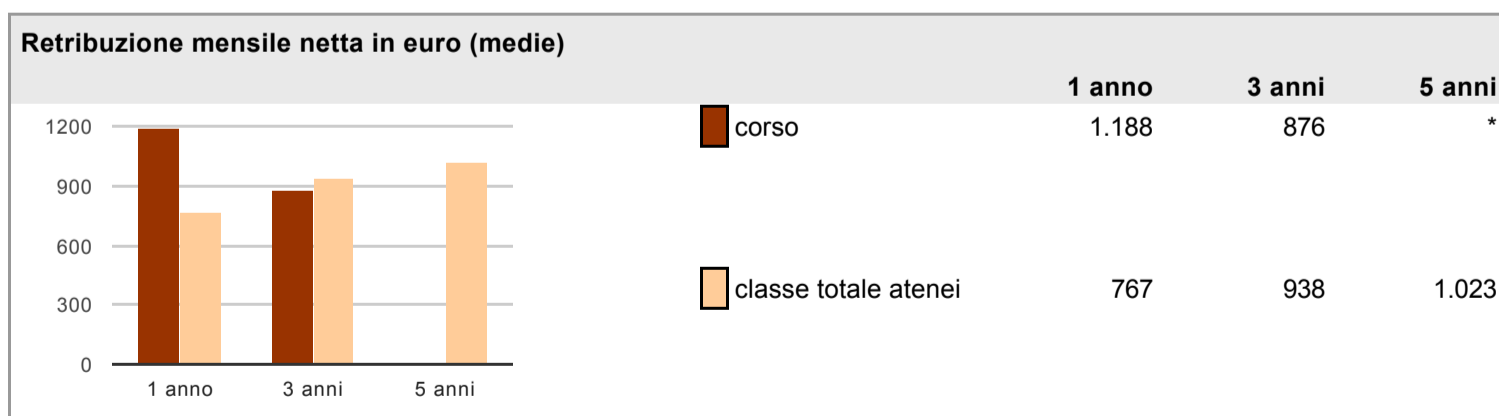 Retribuzione mensile netta in euro (medie)
1 anno 3 anni 5 anni
corso 1.188 876 *
classe totale atenei 767 938 1.023
1200
900
600
300
0
1 anno 3 anni 5 anni